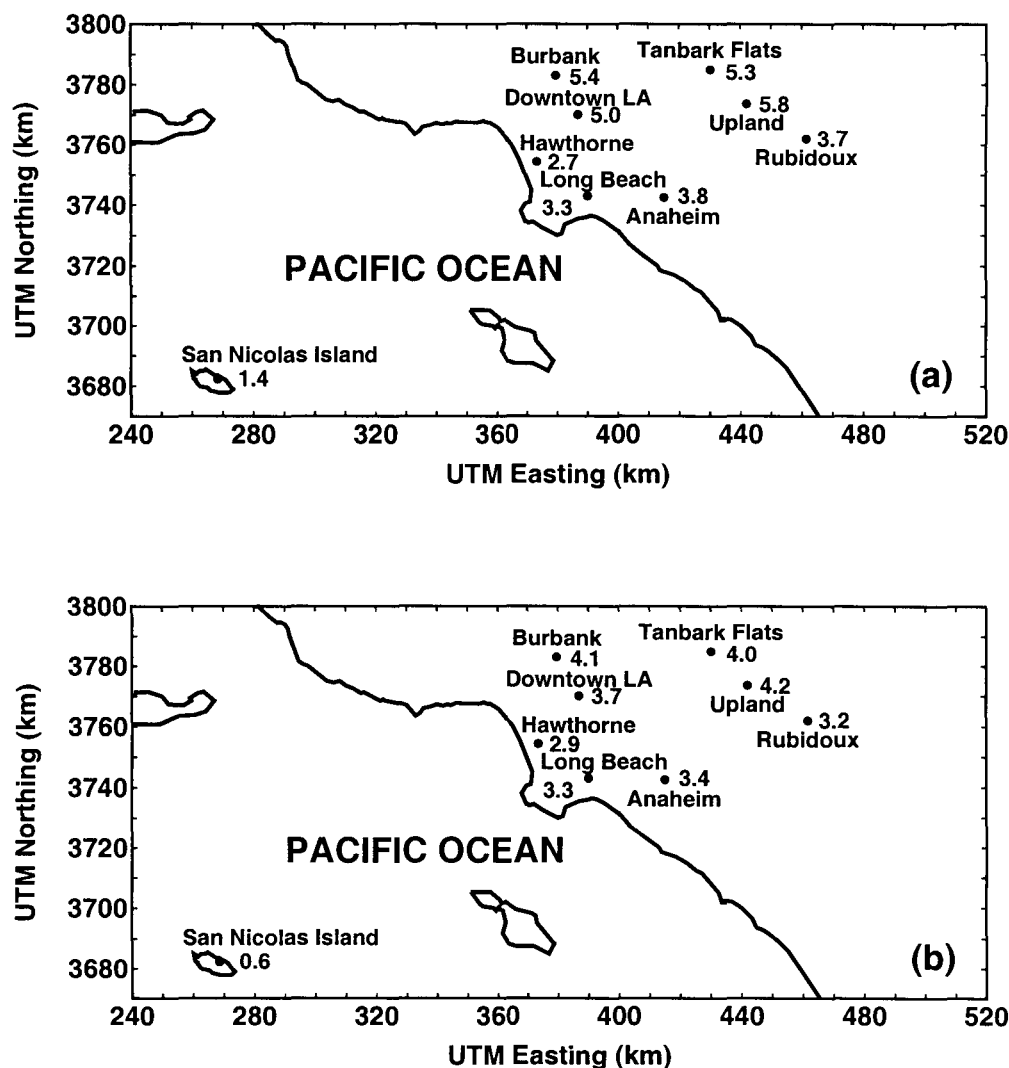 3800
3780
3760
3740
3720
3700
3680
UTM Northing (km)
Burbank
5.4
Tanbark Flats
5.3
Downtown LA
5.0
5.8
Upland
3.7
Rubidoux
Hawthorne
2.7
Long Beach
3.3
3.8
Anaheim
PACIFIC OCEAN
San Nicolas Island
1.4
(a)
240 280 320 360 400 440 480 520
UTM Easting (km)
3800
3780
3760
3740
3720
3700
3680
UTM Northing (km)
Burbank
4.1
Tanbark Flats
4.0
Downtown LA
3.7
4.2
Upland
3.2
Rubidoux
Hawthorne
2.9
Long Beach
3.3
3.4
Anaheim
PACIFIC OCEAN
San Nicolas Island
0.6
(b)
240 280 320 360 400 440 480 520
UTM Easting (km)